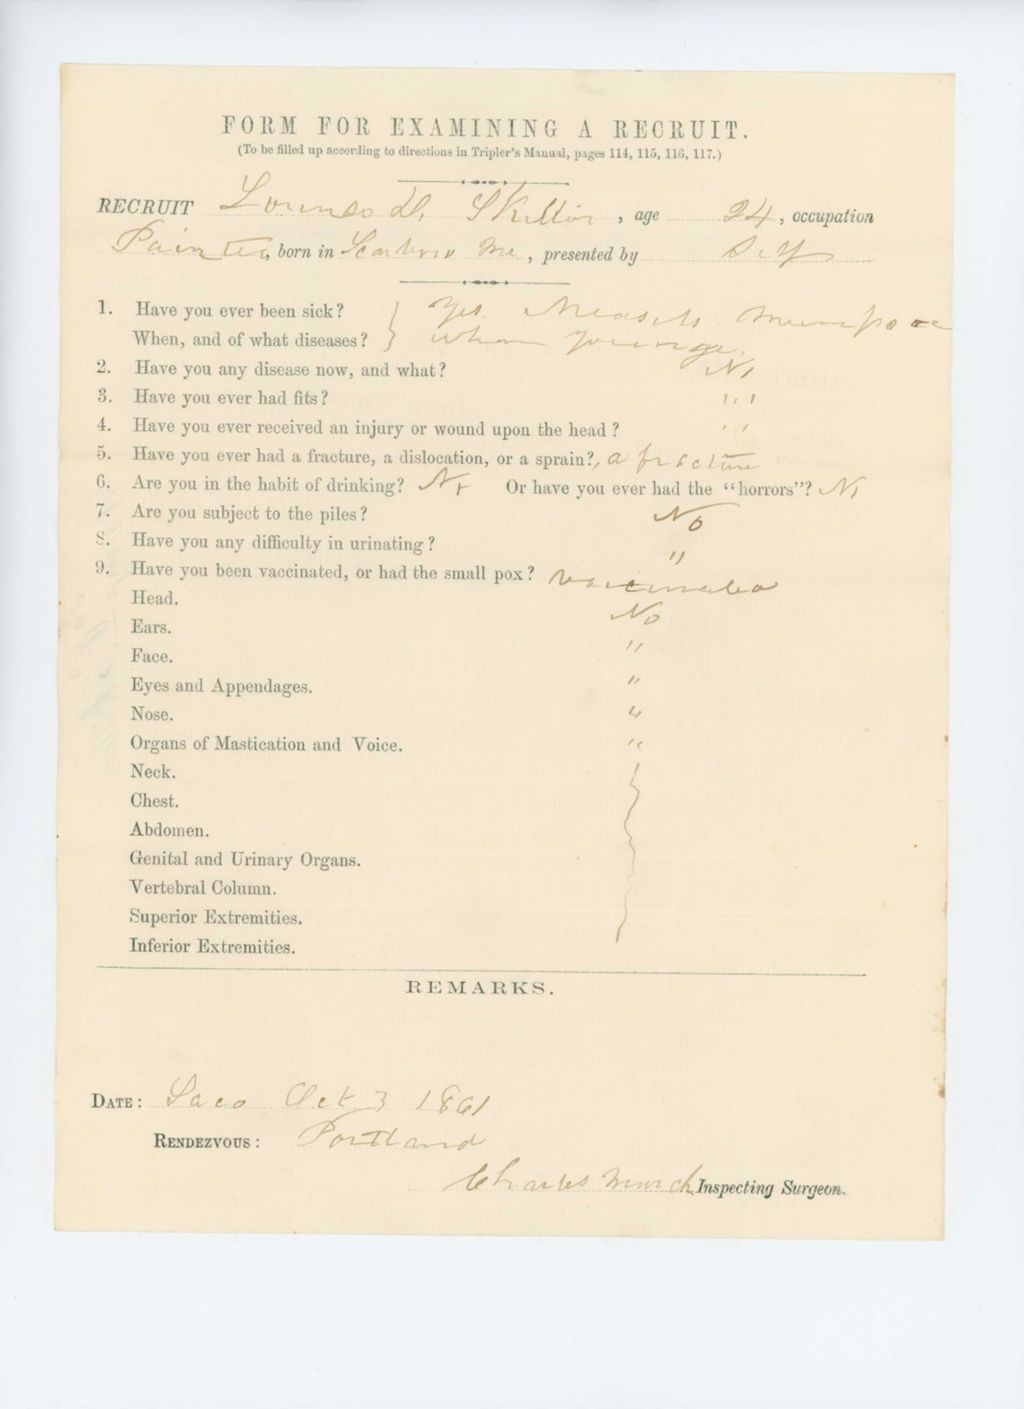 FORM FOR EXAMINING A RECRUIT.
(To be filled up according to directions in Tripler's Manual, pages 114, 115, 116, 117.)
RECRUIT Lorenzo D. Skillin, age 24, occupation
Painter, born in Scarboro Me, presented by Self
1. Have you ever been sick? } Yes Measels Mumps &c
When, and of what diseases? } when young.
2. Have you any disease now, and what? No
3. Have you ever had fits? "
4. Have you ever received an injury or wound upon the head? "
5. Have you ever had a fracture, a dislocation, or a sprain? a fracture
6. Are you in the habit of drinking? No Or have you ever had the "horrors"? No
7. Are you subject to the piles? No
8. Have you any difficulty in urinating? "
9. Have you been vaccinated, or had the small pox? vaccinated
Head. No
Ears. "
Face. "
Eyes and Appendages. "
Nose. "
Organs of Mastication and Voice.
Neck.
Chest.
Abdomen.
Genital and Urinary Organs.
Vertebral Column.
Superior Extremities.
Inferior Extremities.
REMARKS.
DATE: Saco Oct 3 1861
RENDEZVOUS: Portland
Charles Inspecting Surgeon.